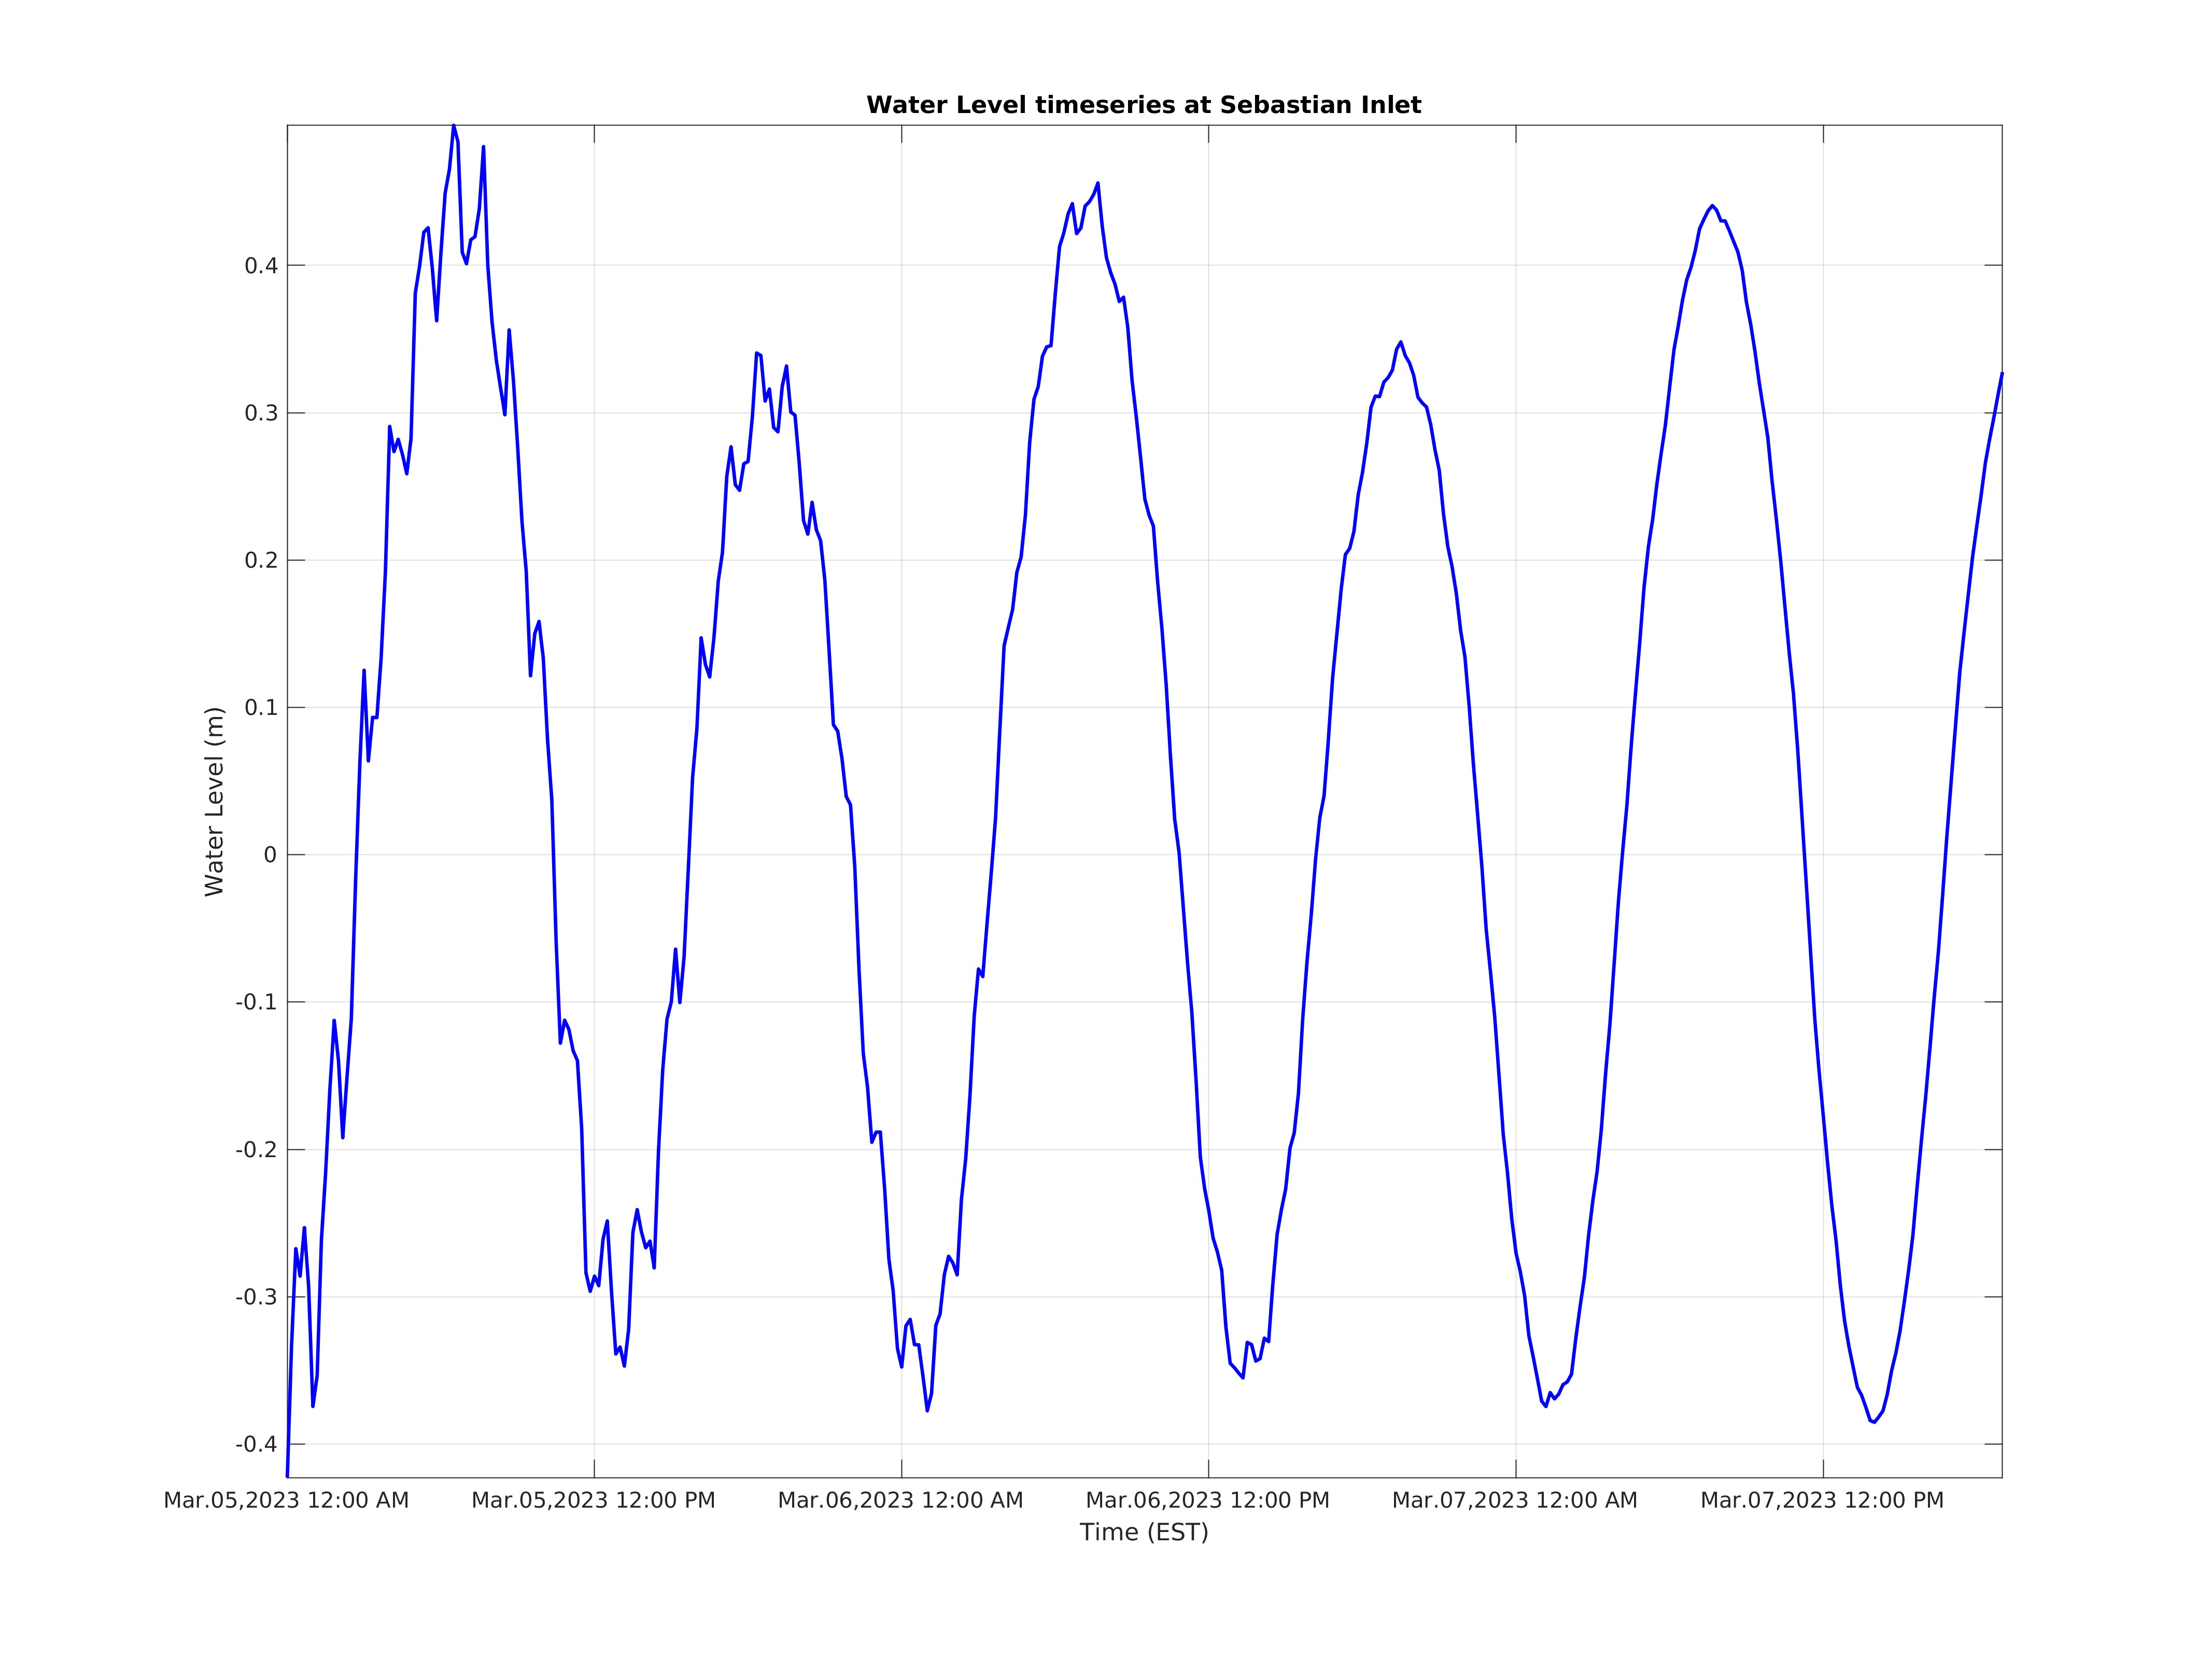 Water Level timeseries at Sebastian Inlet
0.4
0.3
0.2
0.1
0
-0.1
-0.2
-0.3
-0.4
Water Level (m)
Mar.05,2023 12:00 AM Mar.05,2023 12:00 PM Mar.06,2023 12:00 AM Mar.06,2023 12:00 PM Mar.07,2023 12:00 AM Mar.07,2023 12:00 PM
Time (EST)